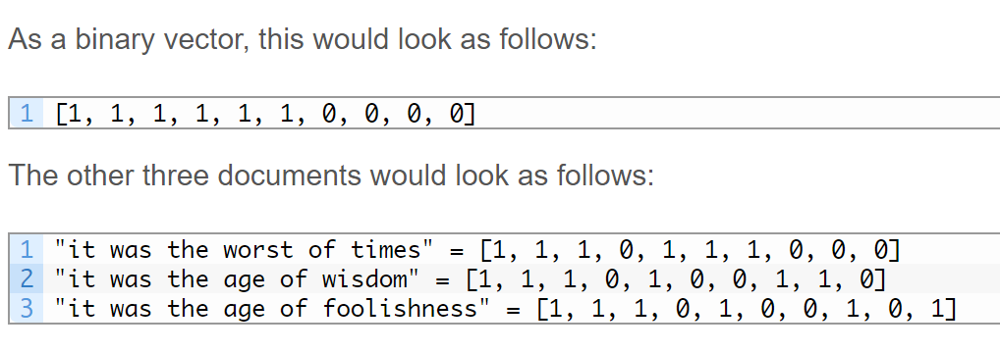 As a binary vector, this would look as follows:
1 [1, 1, 1, 1, 1, 1, 0, 0, 0, 0]
The other three documents would look as follows:
1 "it was the worst of times" = [1, 1, 1, 0, 1, 1, 1, 0, 0, 0]
2 "it was the age of wisdom" = [1, 1, 1, 0, 1, 0, 0, 1, 1, 0]
3 "it was the age of foolishness" = [1, 1, 1, 0, 1, 0, 0, 1, 0, 1]